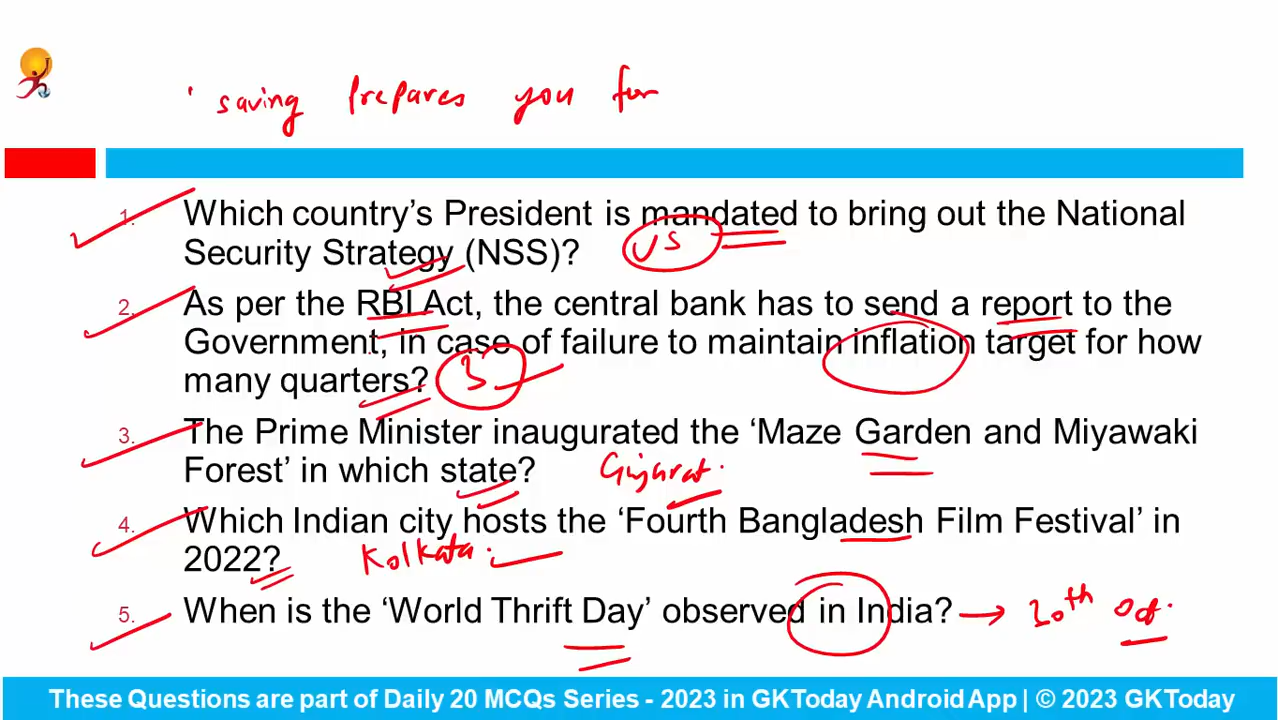 ' saving prepares you for
1. Which country's President is mandated to bring out the National
Security Strategy (NSS)? US
2. As per the RBI Act, the central bank has to send a report to the
Government, in case of failure to maintain inflation target for how
many quarters? 3
3. The Prime Minister inaugurated the ‘Maze Garden and Miyawaki
Forest’ in which state? Gujarat.
4. Which Indian city hosts the ‘Fourth Bangladesh Film Festival’ in
2022? Kolkata.
5. When is the ‘World Thrift Day’ observed in India? → 30th Oct.
These Questions are part of Daily 20 MCQs Series - 2023 in GKToday Android App | © 2023 GKToday